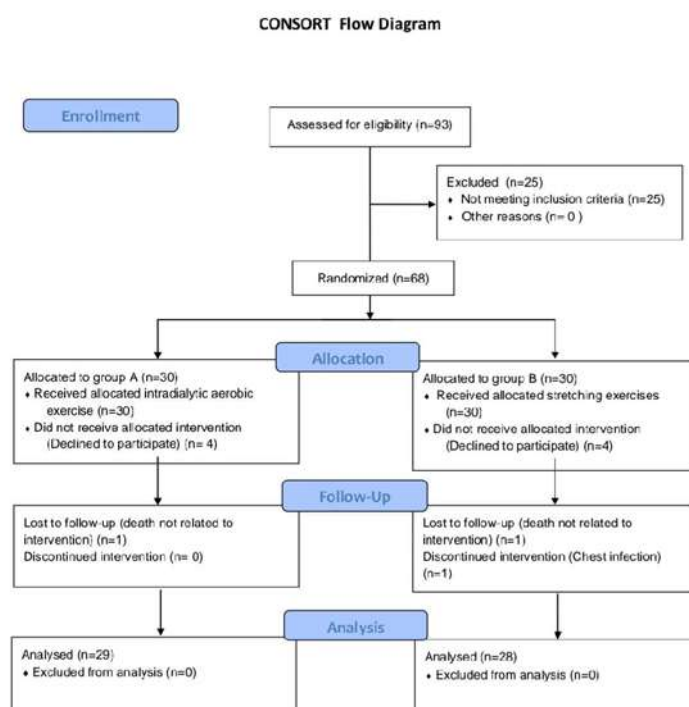 CONSORT Flow Diagram
Enrollment
Assessed for eligibility (n=93)
Excluded (n=25)
♦ Not meeting inclusion criteria (n=25)
♦ Other reasons (n= 0 )
Randomized (n=68)
Allocation
Allocated to group A (n=30)
♦ Received allocated intradialytic aerobic
exercise (n=30)
♦ Did not receive allocated intervention
(Declined to participate) (n= 4)
Allocated to group B (n=30)
♦ Received allocated stretching exercises
(n=30)
♦ Did not receive allocated intervention
(Declined to participate) (n=4)
Follow-Up
Lost to follow-up (death not related to
intervention) (n=1)
Discontinued intervention (n= 0)
Lost to follow-up (death not related to
intervention) (n=1)
Discontinued intervention (Chest infection)
(n=1)
Analysis
Analysed (n=29)
♦ Excluded from analysis (n=0)
Analysed (n=28)
♦ Excluded from analysis (n=0)